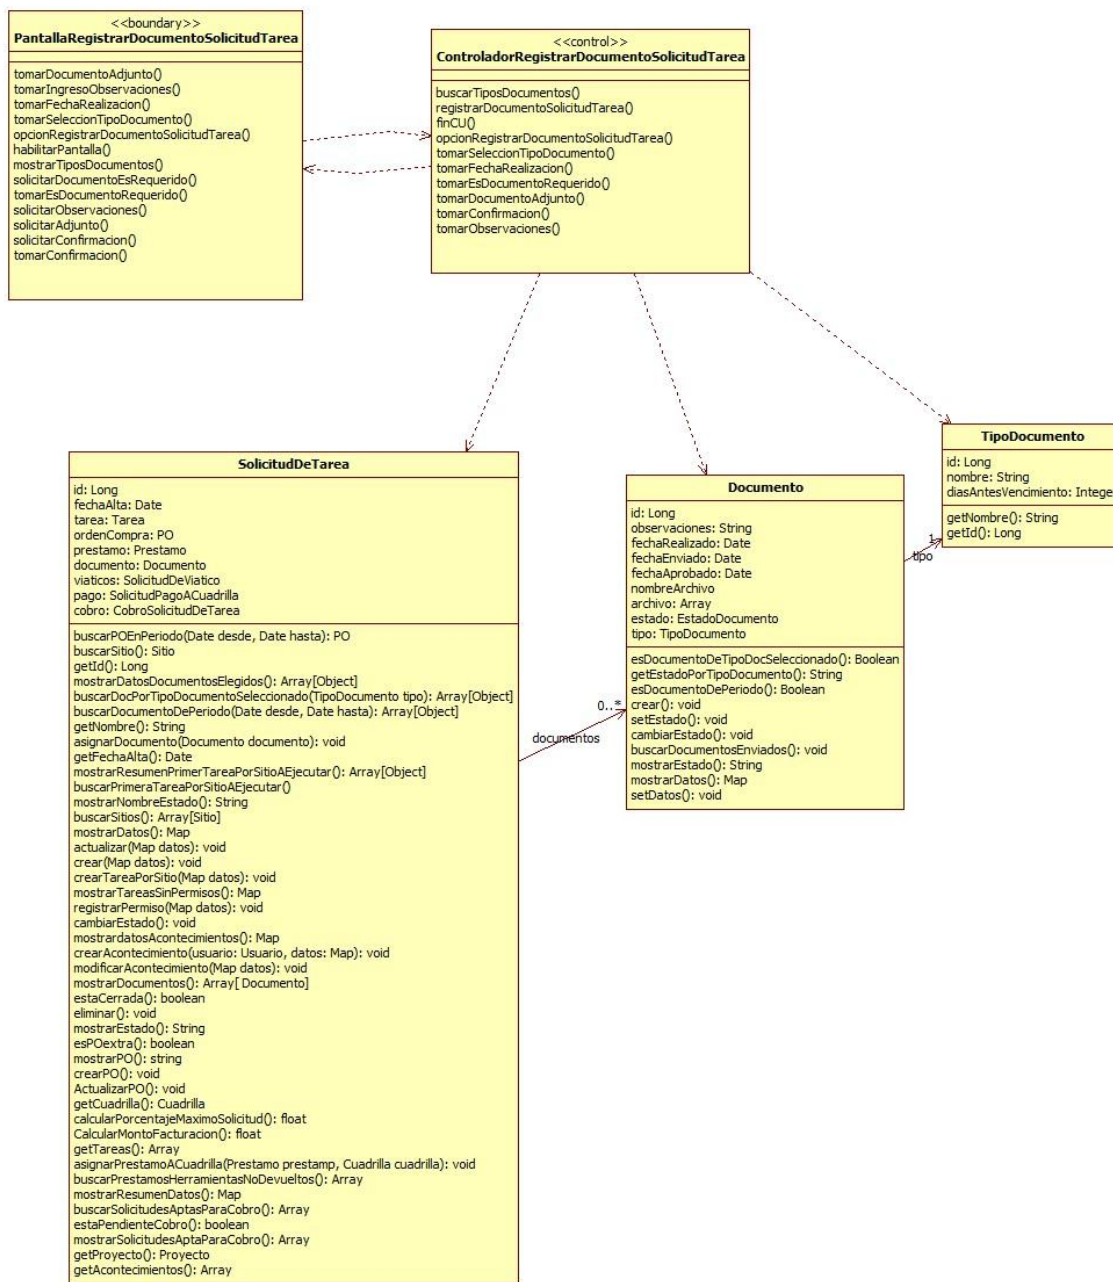 <<boundary>>
PantallaRegistrarDocumentoSolicitudTarea
tomarDocumentoAdjunto()
tomarIngresoObservaciones()
tomarFechaRealizacion()
tomarSeleccionTipoDocumento()
opcionRegistrarDocumentoSolicitudTarea()
habilitarPantalla()
mostrarTiposDocumentos()
solicitarDocumentoEsRequerido()
tomarEsDocumentoRequerido()
solicitarObservaciones()
solicitarAdjunto()
solicitarConfirmacion()
tomarConfirmacion()
<<control>>
ControladorRegistrarDocumentoSolicitudTarea
buscarTiposDocumentos()
registrarDocumentoSolicitudTarea()
finCU()
opcionRegistrarDocumentoSolicitudTarea()
tomarSeleccionTipoDocumento()
tomarFechaRealizacion()
tomarEsDocumentoRequerido()
tomarDocumentoAdjunto()
tomarConfirmacion()
tomarObservaciones()
SolicitudDeTarea
id: Long
fechaAlta: Date
tarea: Tarea
ordenCompra: PO
prestamo: Prestamo
documento: Documento
viaticos: SolicitudDeViatico
pago: SolicitudPagoACuadrilla
cobro: CobroSolicitudDeTarea
buscarPOEnPeriodo(Date desde, Date hasta): PO
buscarSitio(): Sitio
getId(): Long
mostrarDatosDocumentosElegidos(): Array[Object]
buscarDocPorTipoDocumentoSeleccionado(TipoDocumento tipo): Array[Object]
buscarDocumentoDePeriodo(Date desde, Date hasta): Array[Object]
getNombre(): String
asignarDocumento(Documento documento): void
getFechaAlta(): Date
mostrarResumenPrimerTareaPorSitioAEjecutar(): Array[Object]
buscarPrimeraTareaPorSitioAEjecutar()
mostrarNombreEstado(): String
buscarSitios(): Array[Sitio]
mostrarDatos(): Map
actualizar(Map datos): void
crear(Map datos): void
crearTareaPorSitio(Map datos): void
mostrarTareasSinPermisos(): Map
registrarPermiso(Map datos): void
cambiarEstado(): void
mostrardatosAcontecimientos(): Map
crearAcontecimiento(usuario: Usuario, datos: Map): void
modificarAcontecimiento(Map datos): void
mostrarDocumentos(): Array[ Documento]
estaCerrada(): boolean
eliminar(): void
mostrarEstado(): String
esPOextra(): boolean
mostrarPO(): string
crearPO(): void
ActualizarPO(): void
getCuadrilla(): Cuadrilla
calcularPorcentajeMaximoSolicitud(): float
CalcularMontoFacturacion(): float
getTareas(): Array
asignarPrestamoACuadrilla(Prestamo prestamp, Cuadrilla cuadrilla): void
buscarPrestamosHerramientasNoDevueltos(): Array
mostrarResumenDatos(): Map
buscarSolicitudesAptasParaCobro(): Array
estaPendienteCobro(): boolean
mostrarSolicitudesAptaParaCobro(): Array
getProyecto(): Proyecto
getAcontecimientos(): Array
documentos
0..*
Documento
id: Long
observaciones: String
fechaRealizado: Date
fechaEnviado: Date
fechaAprobado: Date
nombreArchivo
archivo: Array
estado: EstadoDocumento
tipo: TipoDocumento
esDocumentoDeTipoDocSeleccionado(): Boolean
getEstadoPorTipoDocumento(): String
esDocumentoDePeriodo(): Boolean
crear(): void
setEstado(): void
cambiarEstado(): void
buscarDocumentosEnviados(): void
mostrarEstado(): String
mostrarDatos(): Map
setDatos(): void
1
tipo
TipoDocumento
id: Long
nombre: String
diasAntesVencimiento: Intege
getNombre(): String
getId(): Long